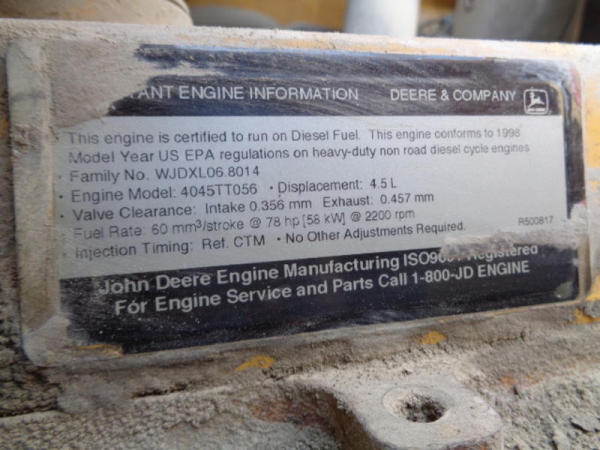 ANT ENGINE INFORMATION DEERE & COMPANY
This engine is certified to run on Diesel Fuel. This engine conforms to 1998
Model Year US EPA regulations on heavy-duty non road diesel cycle engines
• Family No. WJDXL06.8014
• Engine Model: 4045TT056 • Displacement: 4.5 L
• Valve Clearance: Intake 0.356 mm Exhaust: 0.457 mm
Fuel Rate: 60 mm³/stroke @ 78 hp [58 kW] @ 2200 rpm
• Injection Timing: Ref. CTM • No Other Adjustments Required. R500817
John Deere Engine Manufacturing Registered
For Engine Service and Parts Call 1-800-JD ENGINE